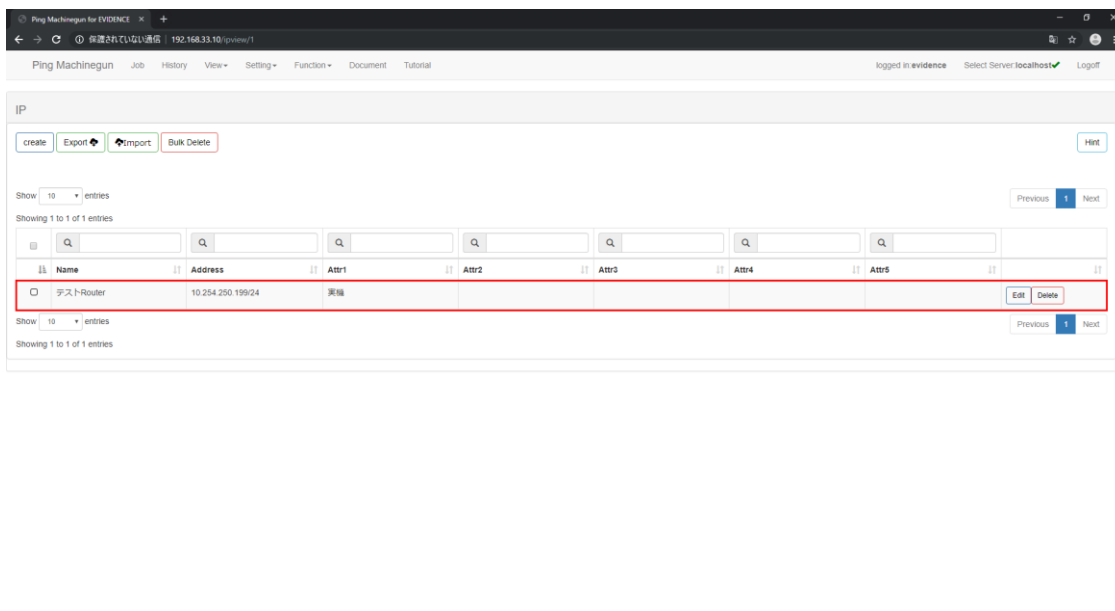 Ping Machinegun for EVIDENCE × +
保護されていない通信 | 192.168.33.10/ipview/1
Ping Machinegun Job History View Setting Function Document Tutorial logged in:evidence Select Server:localhost Logoff
IP
create Export Import Bulk Delete Hint
Show 10 entries Previous 1 Next
Showing 1 to 1 of 1 entries
Name Address Attr1 Attr2 Attr3 Attr4 Attr5
テストRouter 10.254.250.199/24 実機 Edit Delete
Show 10 entries Previous 1 Next
Showing 1 to 1 of 1 entries